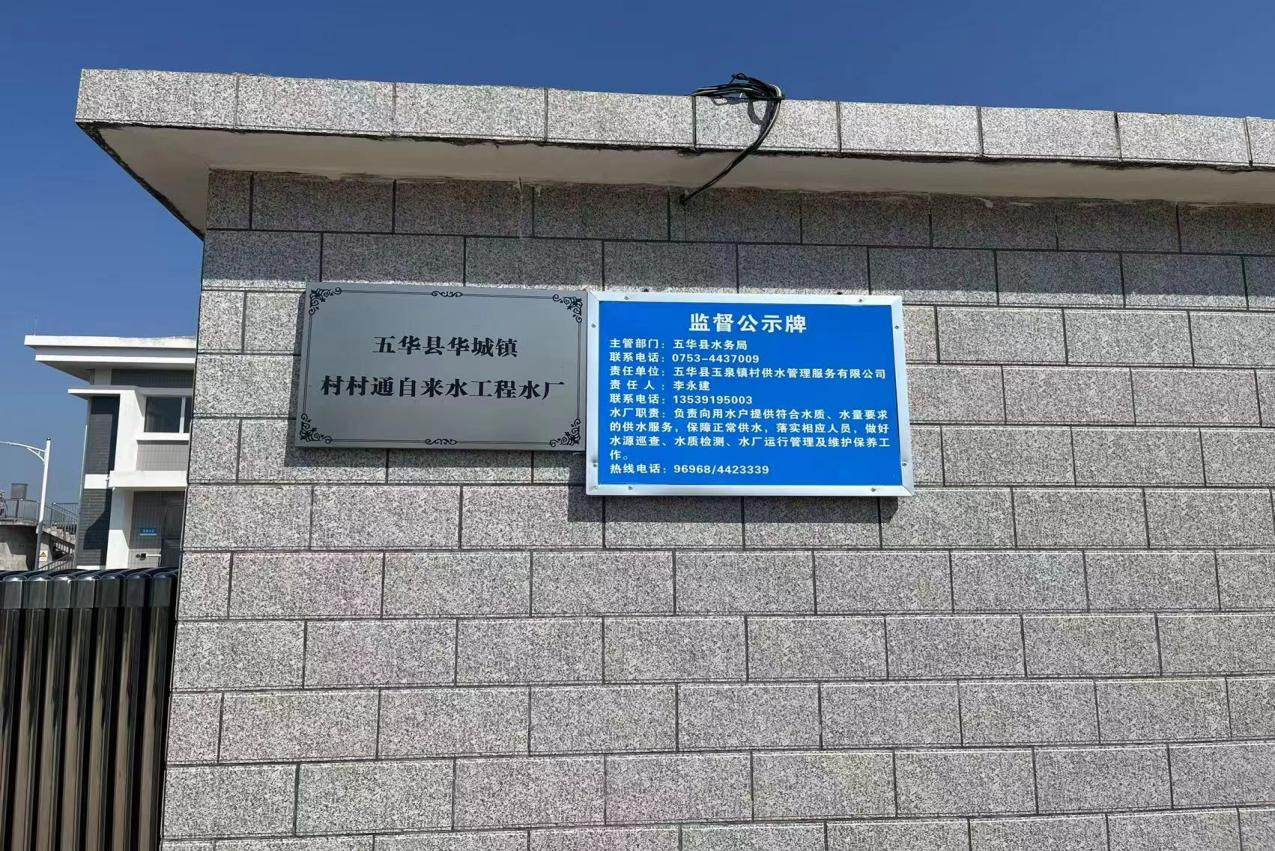 五华县华城镇
村村通自来水工程水厂
监督公示牌
主管部门：五华县水务局
联系电话：0753-4437009
责任单位：五华县玉泉镇村供水管理服务有限公司
责 任 人：李永建
联系电话：13539195003
水厂职责：负责向用水户提供符合水质、水量要求
的供水服务，保障正常供水，落实相应人员，做好
水源巡查、水质检测、水厂运行管理及维护保养工
作。
热线电话：96968/4423339